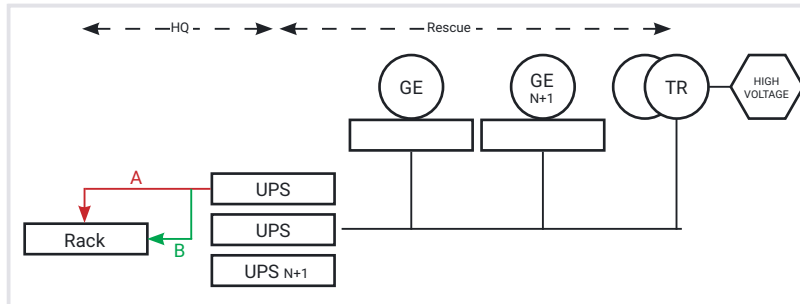 HQ
Rescue
GE
GE
N+1
TR
HIGH
VOLTAGE
A
UPS
Rack
UPS
B
UPS N+1